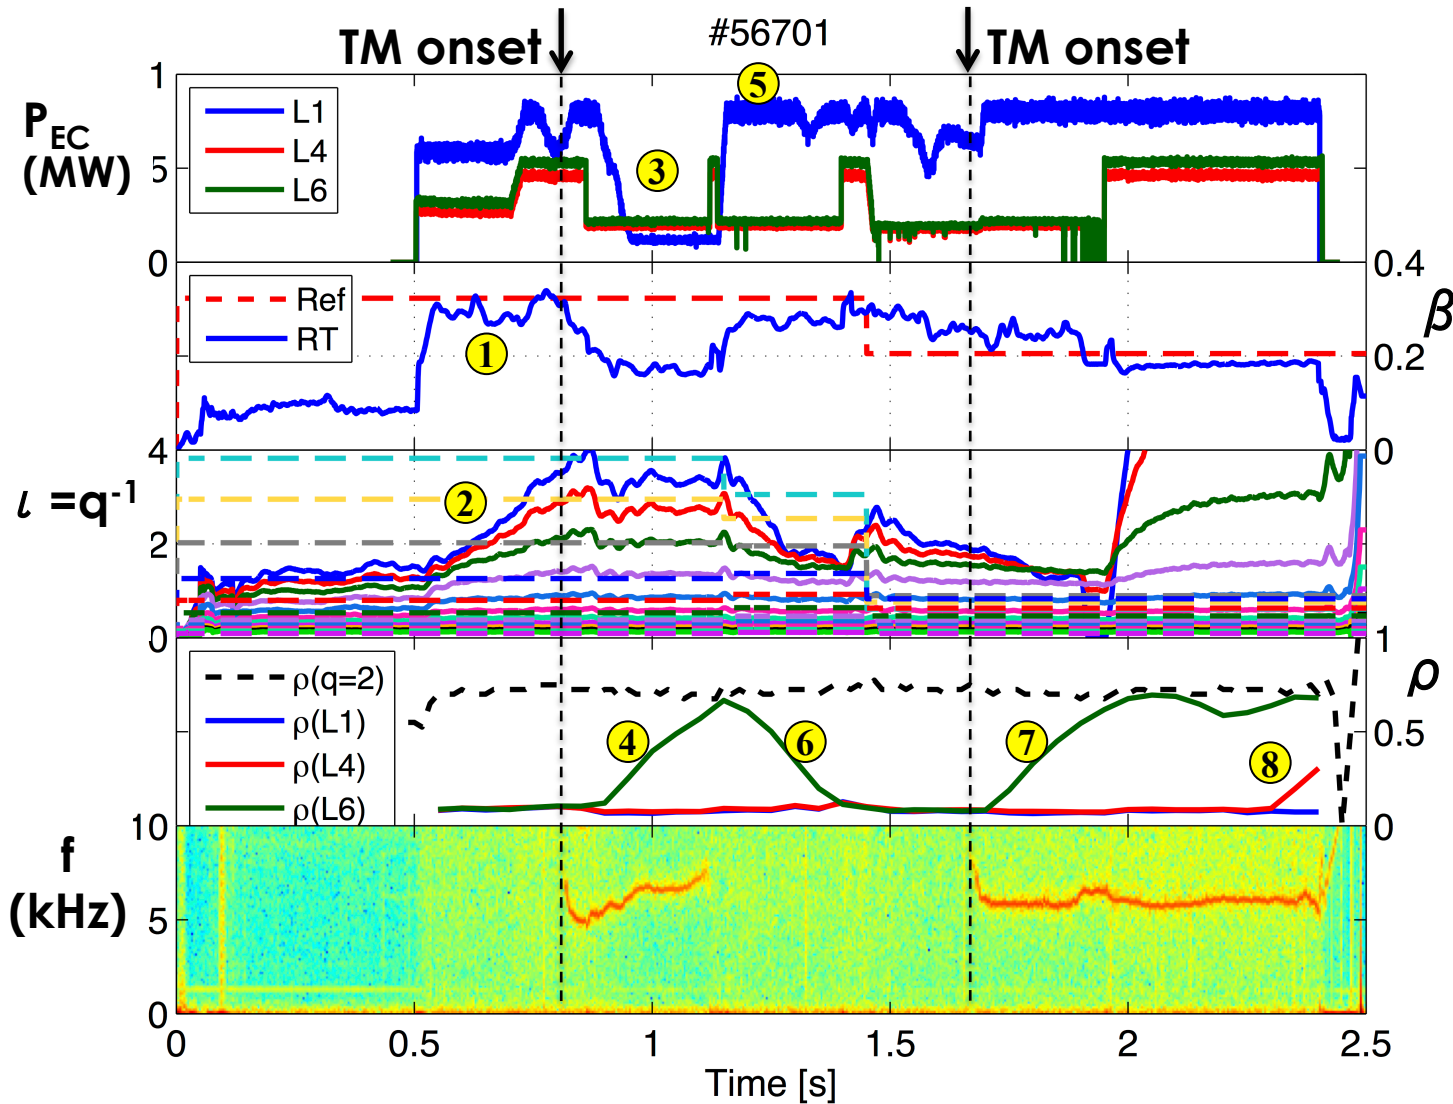 #56701
TM onset
TM onset
P_EC
(MW)
1
5
0
L1
L4
L6
5
3
0.4
0.2
0
β
Ref
RT
1
ι =q-1
4
2
0
2
1
0.5
0
ρ
ρ(q=2)
ρ(L1)
ρ(L4)
ρ(L6)
4
6
7
8
f
(kHz)
10
5
0
0 0.5 1 1.5 2 2.5
Time [s]